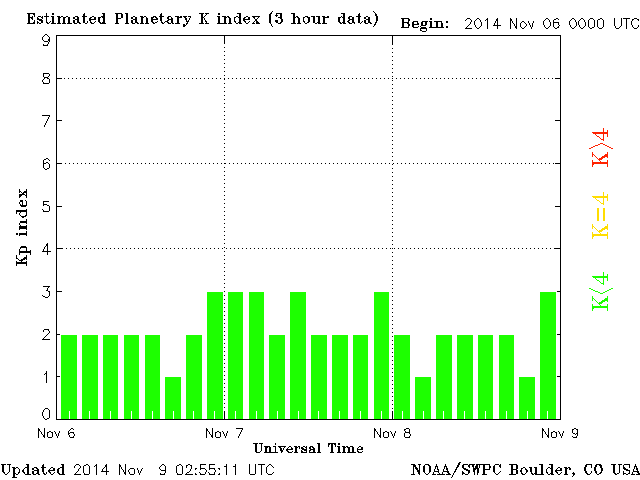 Estimated Planetary K index (3 hour data) Begin: 2014 Nov 06 0000 UTC
9
8
7
6
5
4
3
2
1
0
Kp index
K>4
K=4
K<4
Nov 6 Nov 7 Nov 8 Nov 9
Universal Time
Updated 2014 Nov 9 02:55:11 UTC NOAA/SWPC Boulder, CO USA